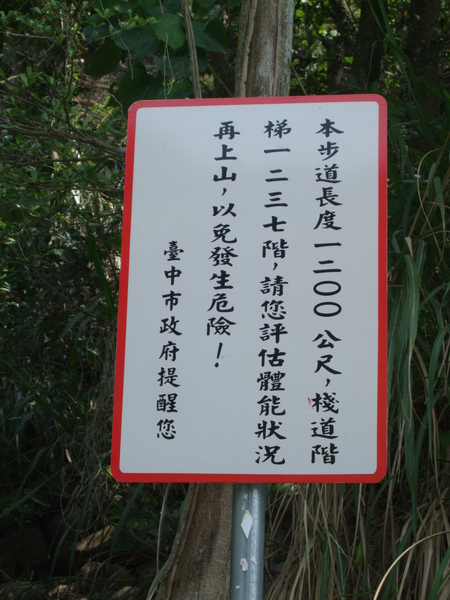 本步道長度一二〇〇公尺，棧道階
梯一二三七階，請您評估體能狀況
再上山，以免發生危險！
臺中市政府提醒您